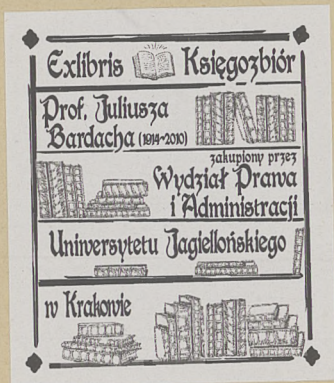 Exlibris Księgozbiór
Prof. Juliusza
Bardacha (1914-2010)
zakupiony przez
Wydział Prawa
i Administracji
Uniwersytetu Jagiellońskiego
w Krakowie